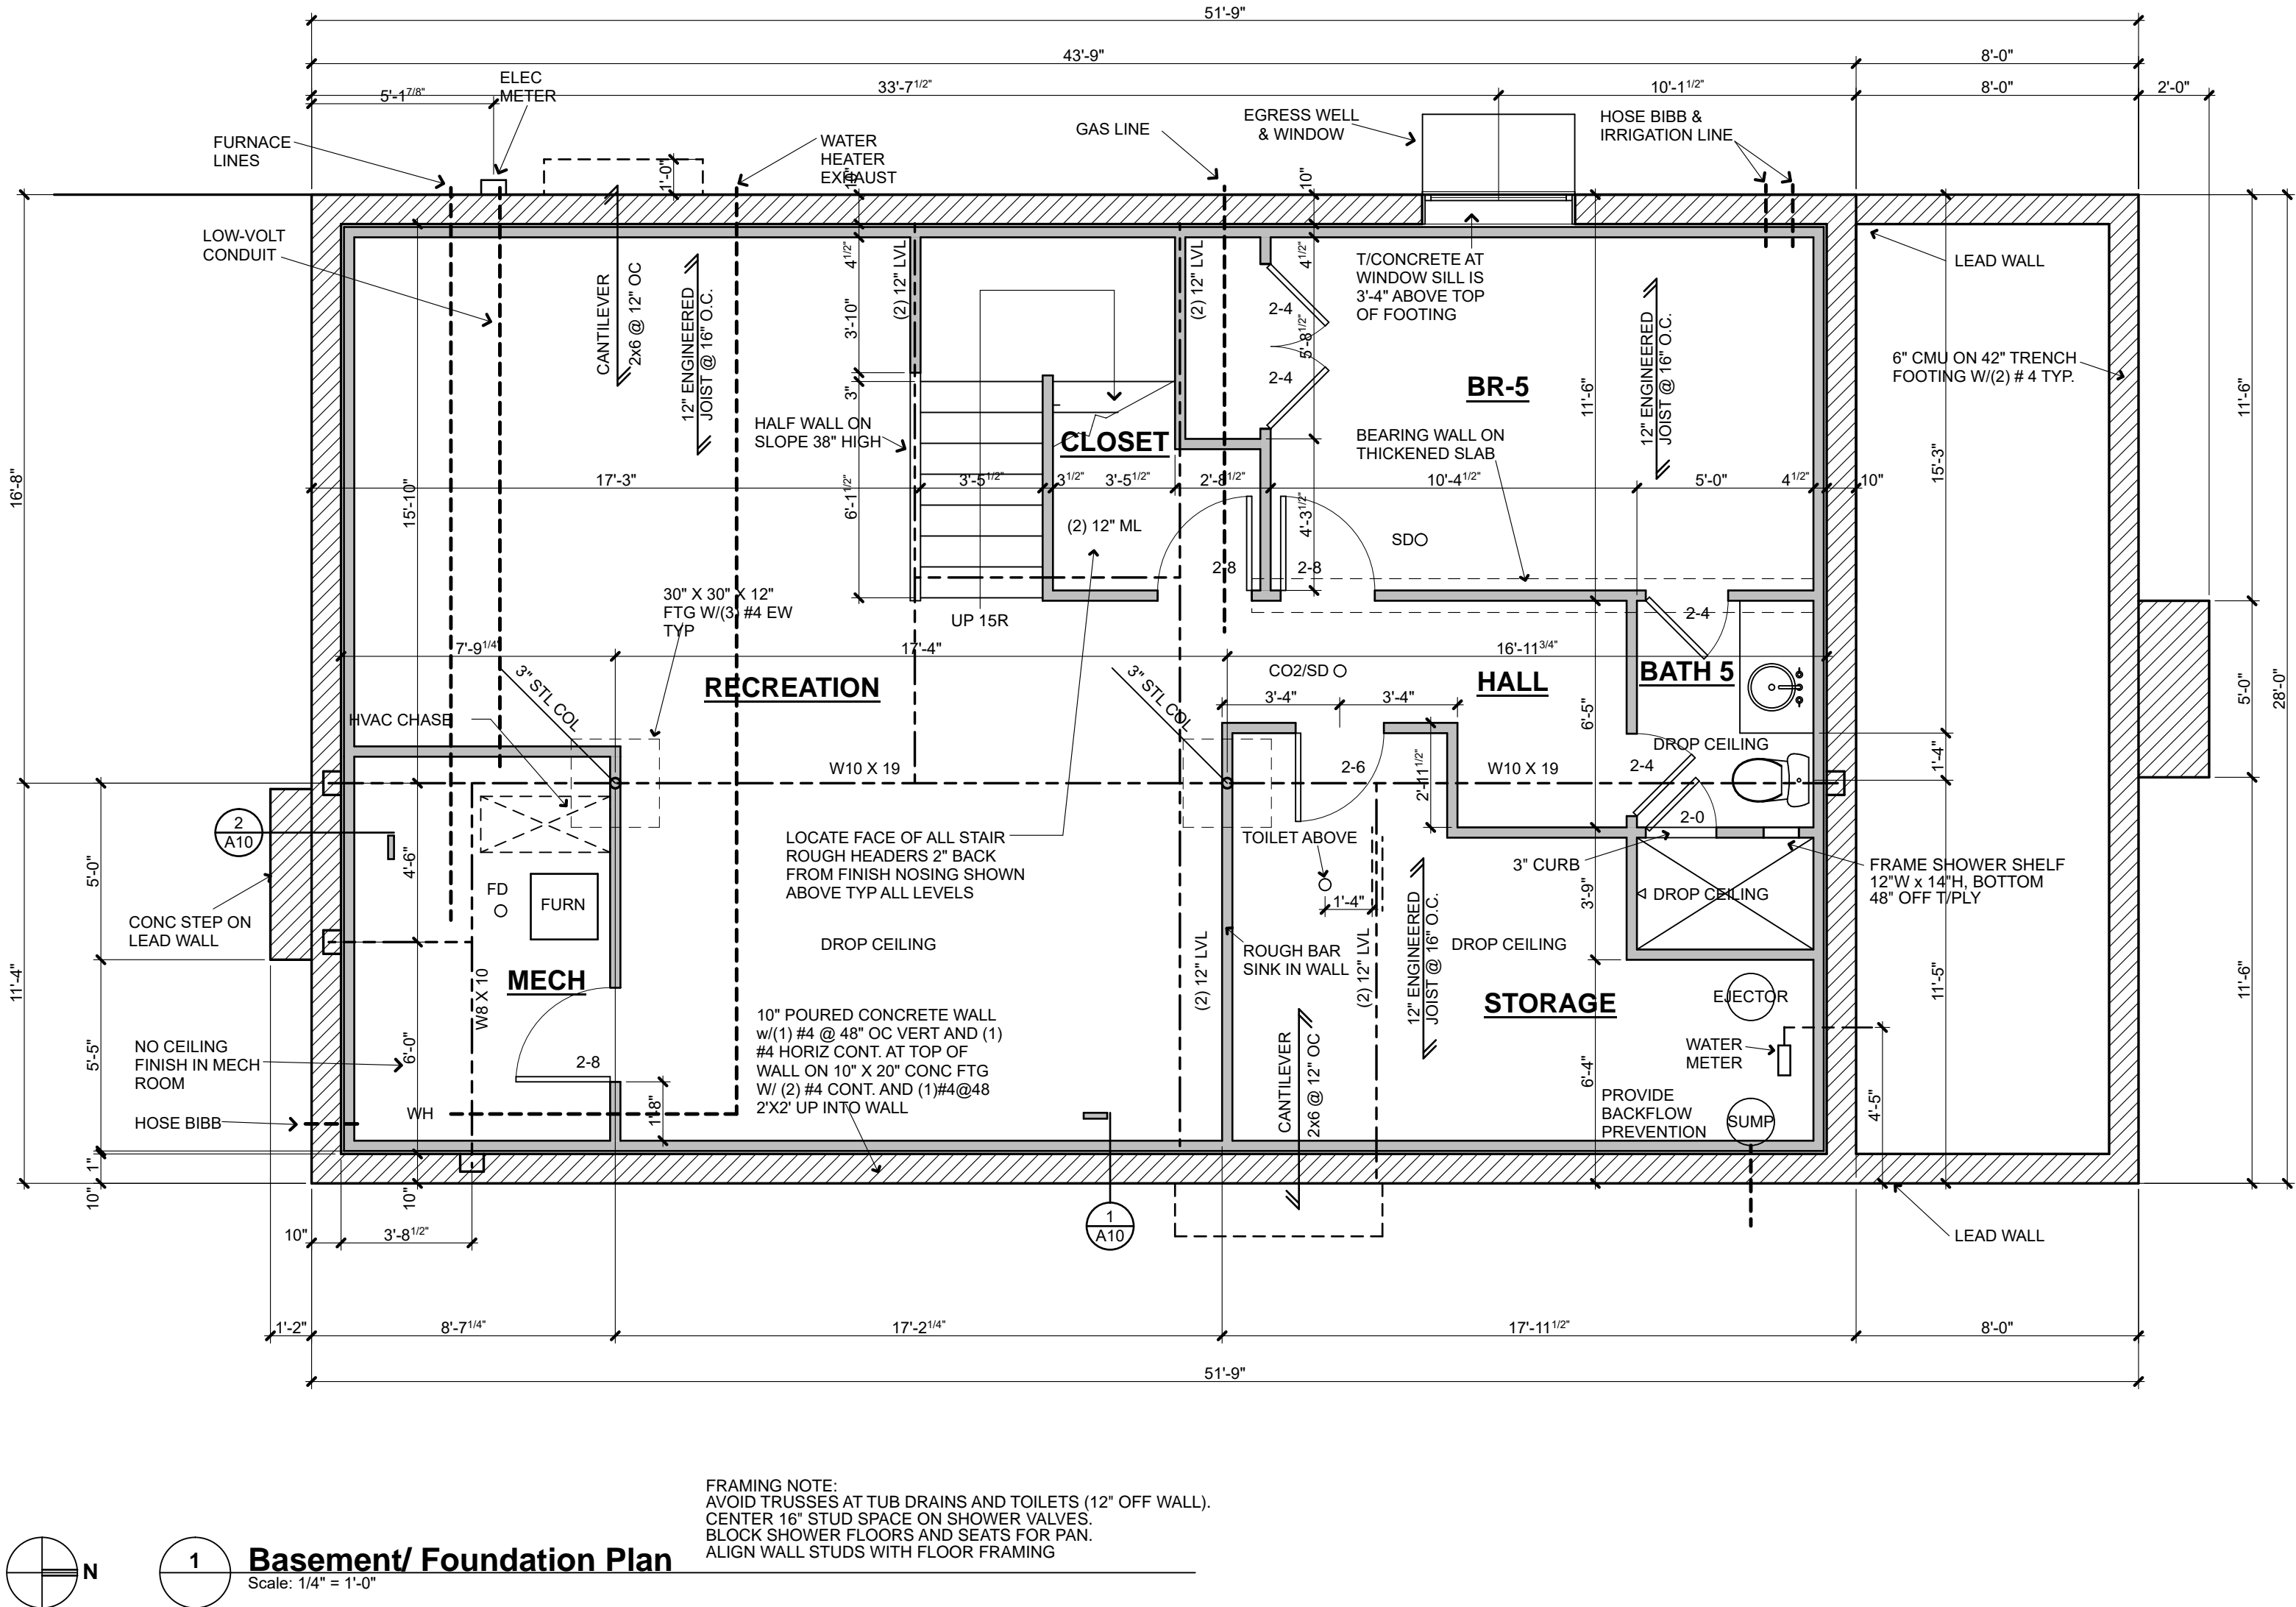 51'-9"
43'-9"
8'-0"
5'-1 7/8"
33'-7 1/2"
10'-1 1/2"
8'-0"
2'-0"
ELEC
METER
FURNACE
LINES
WATER
HEATER
EXHAUST
GAS LINE
EGRESS WELL
& WINDOW
HOSE BIBB &
IRRIGATION LINE
1'-0"
10"
10"
LOW-VOLT
CONDUIT
CANTILEVER
2x6 @ 12" OC
12" ENGINEERED
JOIST @ 16" O.C.
4 1/2"
3'-10"
3"
6'-1 1/2"
(2) 12" LVL
(2) 12" LVL
4 1/2"
2-4
5'-8 1/2"
2-4
4'-3 1/2"
T/CONCRETE AT
WINDOW SILL IS
3'-4" ABOVE TOP
OF FOOTING
BR-5
11'-6"
12" ENGINEERED
JOIST @ 16" O.C.
LEAD WALL
6" CMU ON 42" TRENCH
FOOTING W/(2) # 4 TYP.
16'-8"
15'-10"
15'-3"
11'-6"
28'-0"
HALF WALL ON
SLOPE 38" HIGH
CLOSET
BEARING WALL ON
THICKENED SLAB
17'-3"
3'-5 1/2"
3 1/2"
3'-5 1/2"
2'-8 1/2"
10'-4 1/2"
5'-0"
4 1/2"
10"
(2) 12" ML
SD
2-8
2-8
30" X 30" X 12"
FTG W/(3) #4 EW
TYP
UP 15R
2-4
7'-9 1/4"
17'-4"
16'-11 3/4"
3" STL COL
3" STL COL
RECREATION
CO2/SD
HALL
BATH 5
5'-0"
3'-4"
3'-4"
6'-5"
HVAC CHASE
DROP CEILING
1'-4"
W10 X 19
2-6
2'-11 1/2"
W10 X 19
2-4
2-0
2
A10
5'-0"
4'-6"
LOCATE FACE OF ALL STAIR
ROUGH HEADERS 2" BACK
FROM FINISH NOSING SHOWN
ABOVE TYP ALL LEVELS
TOILET ABOVE
3" CURB
FRAME SHOWER SHELF
12"W x 14"H, BOTTOM
48" OFF T/PLY
FD
FURN
1'-4"
3'-9"
DROP CEILING
CONC STEP ON
LEAD WALL
DROP CEILING
ROUGH BAR
SINK IN WALL
(2) 12" LVL
(2) 12" LVL
12" ENGINEERED
JOIST @ 16" O.C.
DROP CEILING
11'-4"
MECH
W8 X 10
STORAGE
EJECTOR
11'-5"
11'-6"
10" POURED CONCRETE WALL
w/(1) #4 @ 48" OC VERT AND (1)
#4 HORIZ CONT. AT TOP OF
WALL ON 10" X 20" CONC FTG
W/ (2) #4 CONT. AND (1)#4@48
2'X2' UP INTO WALL
NO CEILING
FINISH IN MECH
ROOM
5'-5"
6'-0"
2-8
CANTILEVER
2x6 @ 12" OC
6'-4"
WATER
METER
PROVIDE
BACKFLOW
PREVENTION
SUMP
4'-5"
HOSE BIBB
WH
1'-8"
1"
10"
10"
1
A10
10"
3'-8 1/2"
LEAD WALL
1'-2"
8'-7 1/4"
17'-2 1/4"
17'-11 1/2"
8'-0"
51'-9"
FRAMING NOTE:
AVOID TRUSSES AT TUB DRAINS AND TOILETS (12" OFF WALL).
CENTER 16" STUD SPACE ON SHOWER VALVES.
BLOCK SHOWER FLOORS AND SEATS FOR PAN.
ALIGN WALL STUDS WITH FLOOR FRAMING
N
1
Basement/ Foundation Plan
Scale: 1/4" = 1'-0"